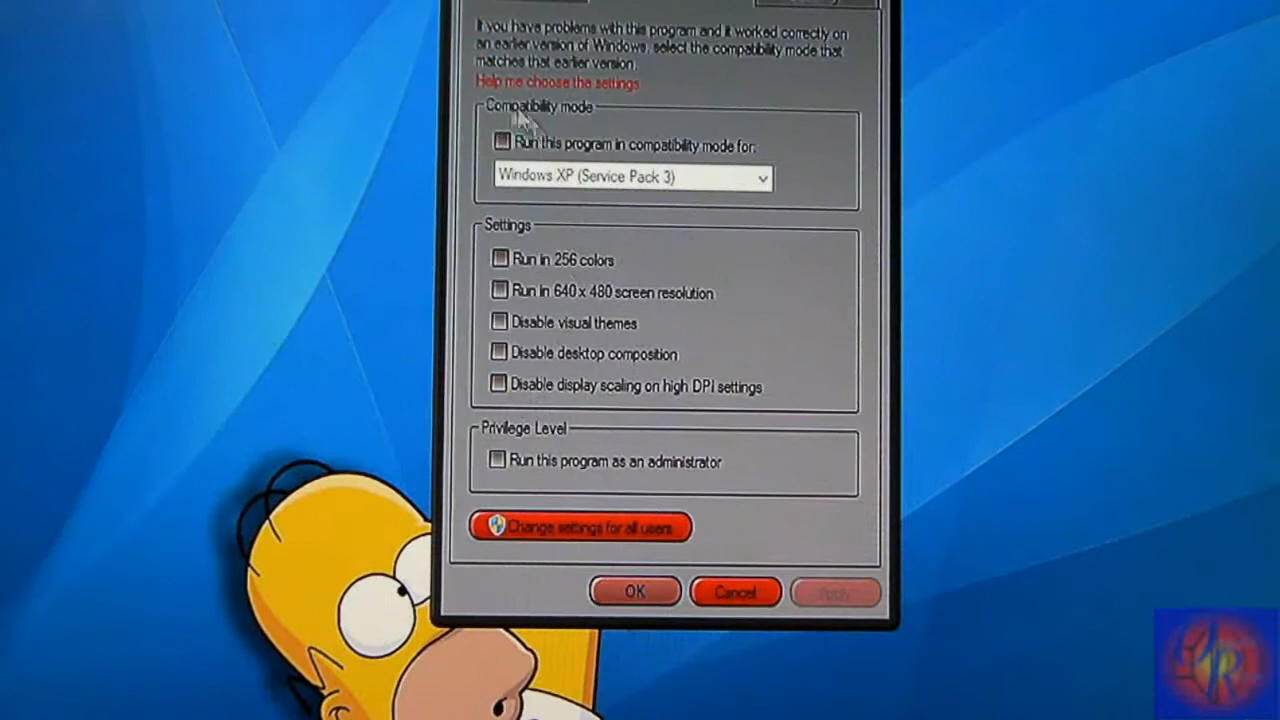 If you have problems with this program and it worked correctly on
an earlier version of Windows, select the compatibility mode that
matches that earlier version.
Help me choose the settings
Compatibility mode
Run this program in compatibility mode for:
Windows XP (Service Pack 3)
Settings
Run in 256 colors
Run in 640 x 480 screen resolution
Disable visual themes
Disable desktop composition
Disable display scaling on high DPI settings
Privilege Level
Run this program as an administrator
Change settings for all users
OK
Cancel
Apply